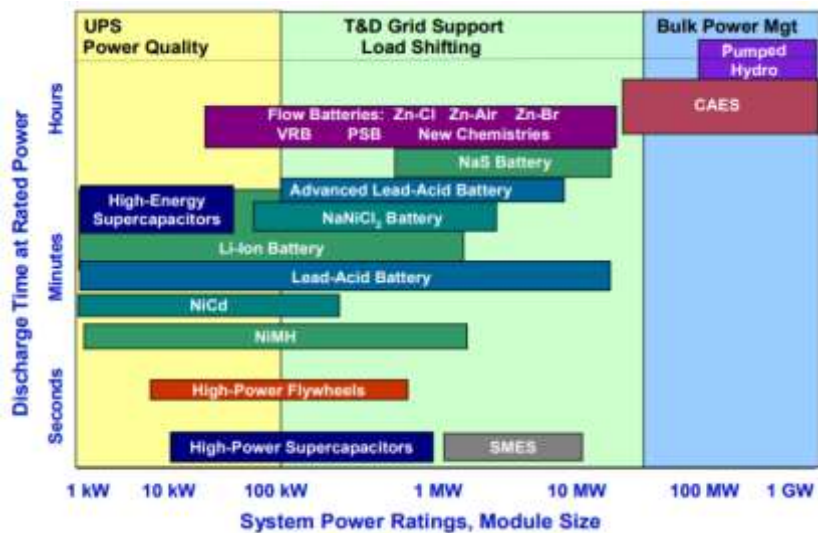 UPS
Power Quality
T&D Grid Support
Load Shifting
Bulk Power Mgt
Pumped
Hydro
CAES
Flow Batteries: Zn-Cl Zn-Air Zn-Br
VRB PSB New Chemistries
NaS Battery
Advanced Lead-Acid Battery
High-Energy
Supercapacitors
NaNiCl₂ Battery
Li-Ion Battery
Lead-Acid Battery
NiCd
NiMH
High-Power Flywheels
High-Power Supercapacitors
SMES
Discharge Time at Rated Power
Hours
Minutes
Seconds
1 kW 10 kW 100 kW 1 MW 10 MW 100 MW 1 GW
System Power Ratings, Module Size